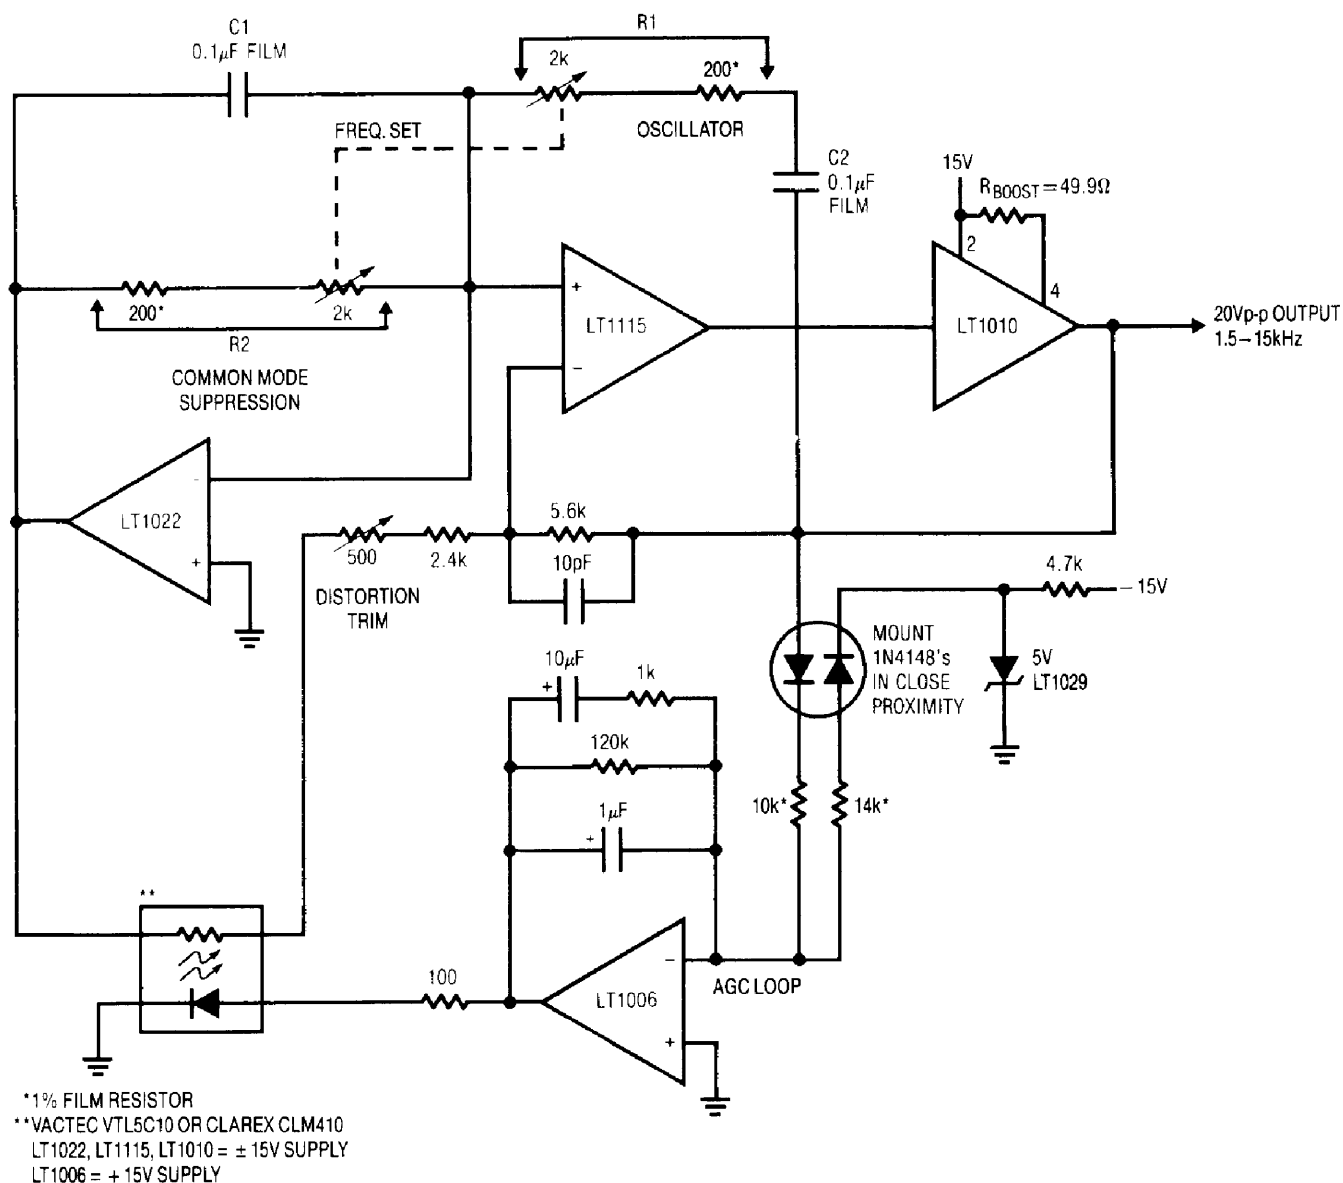 C1
0.1µF FILM
R1
2k
200*
FREQ. SET
OSCILLATOR
C2
0.1µF
FILM
15V
RBOOST = 49.9Ω
2
4
+
LT1115
−
LT1010
20Vp-p OUTPUT
1.5–15kHz
200*
2k
R2
COMMON MODE
SUPPRESSION
-
LT1022
+
500
2.4k
5.6k
10pF
DISTORTION
TRIM
4.7k
–15V
MOUNT
1N4148's
IN CLOSE
PROXIMITY
5V
LT1029
10µF
+
1k
120k
1µF
+
10k*
14k*
**
100
LT1006
−
+
AGC LOOP
*1% FILM RESISTOR
**VACTEC VTL5C10 OR CLAREX CLM410
LT1022, LT1115, LT1010 = ± 15V SUPPLY
LT1006 = + 15V SUPPLY